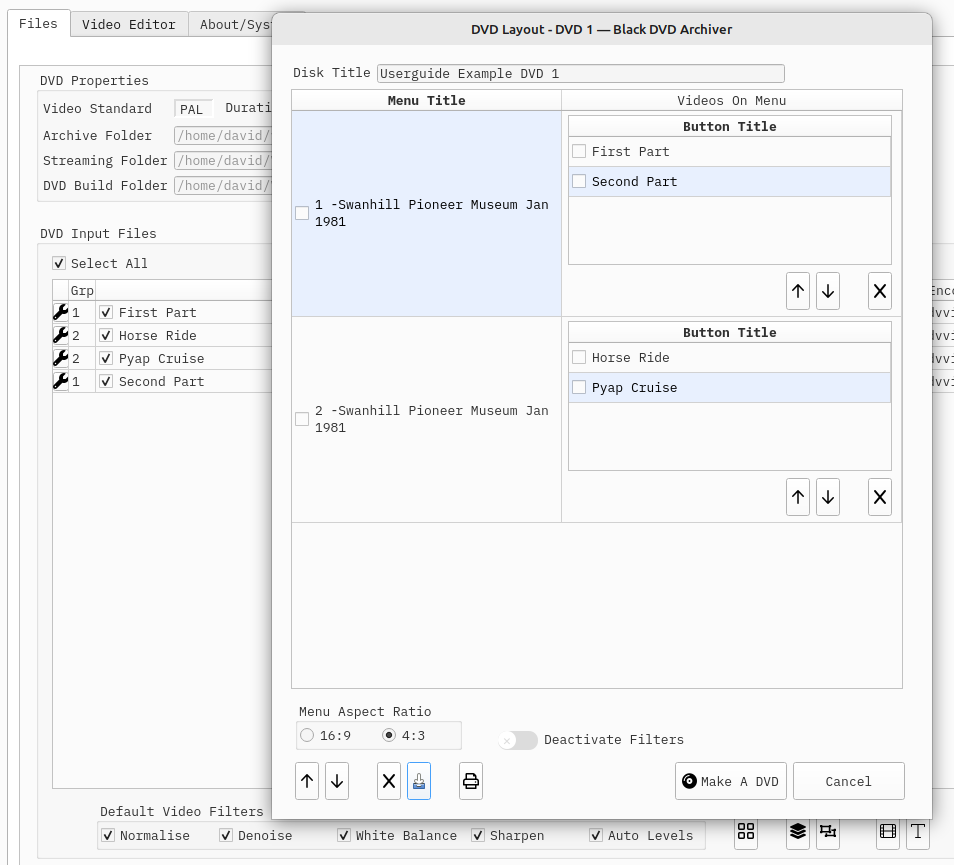 Files
Video Editor
About/Sys
DVD Layout - DVD 1 — Black DVD Archiver
Disk Title Userguide Example DVD 1
Menu Title
Videos On Menu
Button Title
First Part
Second Part
1 -Swanhill Pioneer Museum Jan
1981
Button Title
Horse Ride
Pyap Cruise
2 -Swanhill Pioneer Museum Jan
1981
Menu Aspect Ratio
16:9
4:3
Deactivate Filters
Make A DVD
Cancel
DVD Properties
Video Standard PAL Durati
Archive Folder /home/david/
Streaming Folder /home/david/
DVD Build Folder /home/david/
DVD Input Files
Select All
Grp
1 First Part
2 Horse Ride
2 Pyap Cruise
1 Second Part
Enco
dvvi
dvvi
dvvi
dvvi
Default Video Filters
Normalise
Denoise
White Balance
Sharpen
Auto Levels
T